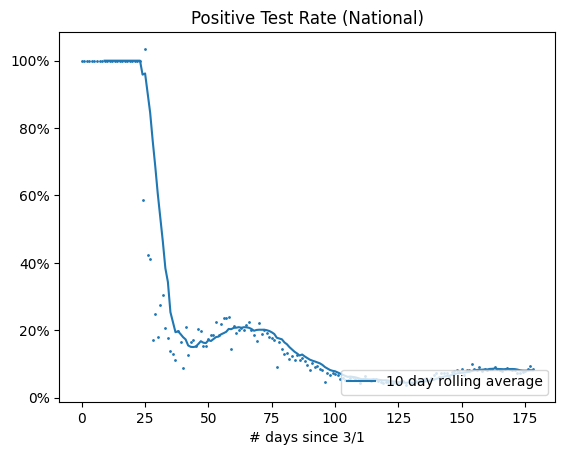 Positive Test Rate (National)
100%
80%
60%
40%
20%
0%
10 day rolling average
0 25 50 75 100 125 150 175
# days since 3/1